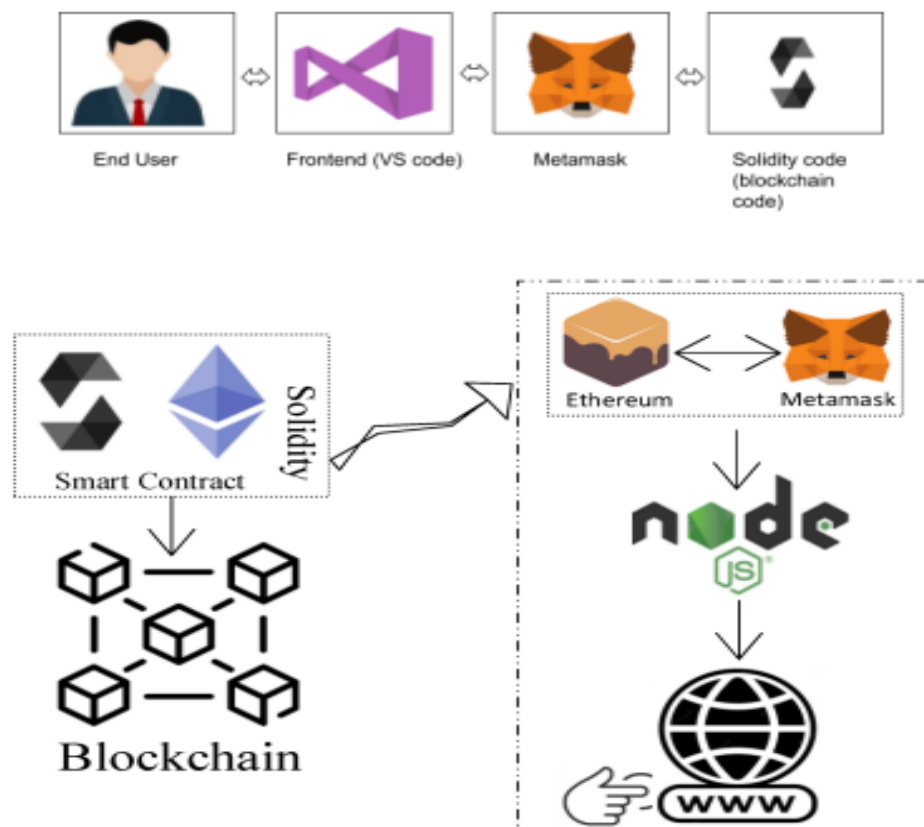 End User
Frontend (VS code)
Metamask
Solidity code
(blockchain
code)
Solidity
Smart Contract
Blockchain
Ethereum
Metamask
node
JS
®
WWW